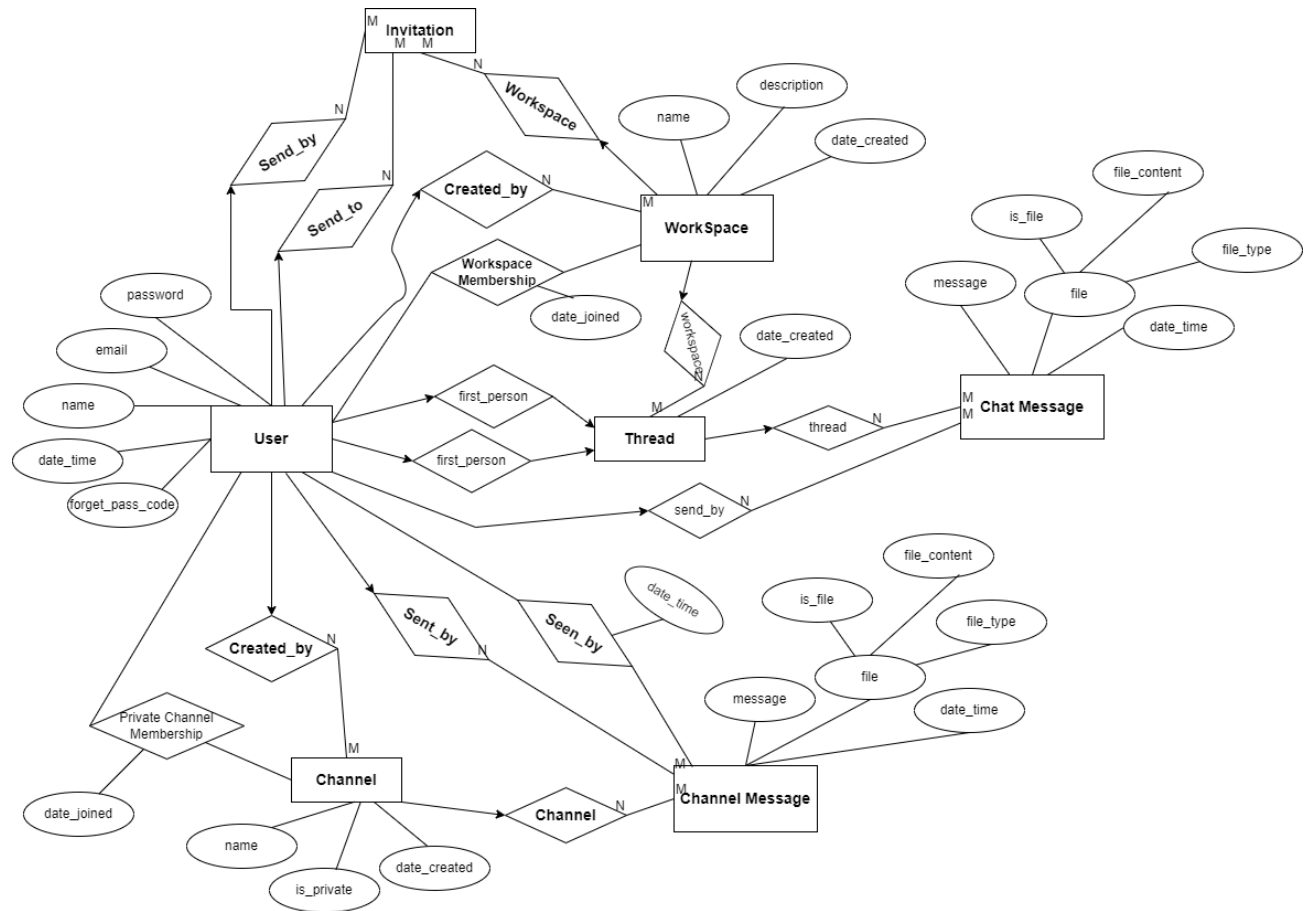 M
Invitation
M
M
N
Workspace
N
Send_by
N
Send_to
description
name
date_created
Created_by
N
M
WorkSpace
Workspace
Membership
date_joined
workspace
N
date_created
M
file_content
is_file
file_type
message
file
date_time
M
M
Chat Message
password
email
name
date_time
forget_pass_code
User
first_person
first_person
Thread
thread
N
send_by
N
Created_by
N
Sent_by
N
Seen_by
date_time
file_content
is_file
file_type
message
file
date_time
Private Channel
Membership
date_joined
M
Channel
name
is_private
date_created
Channel
N
M
M
Channel Message